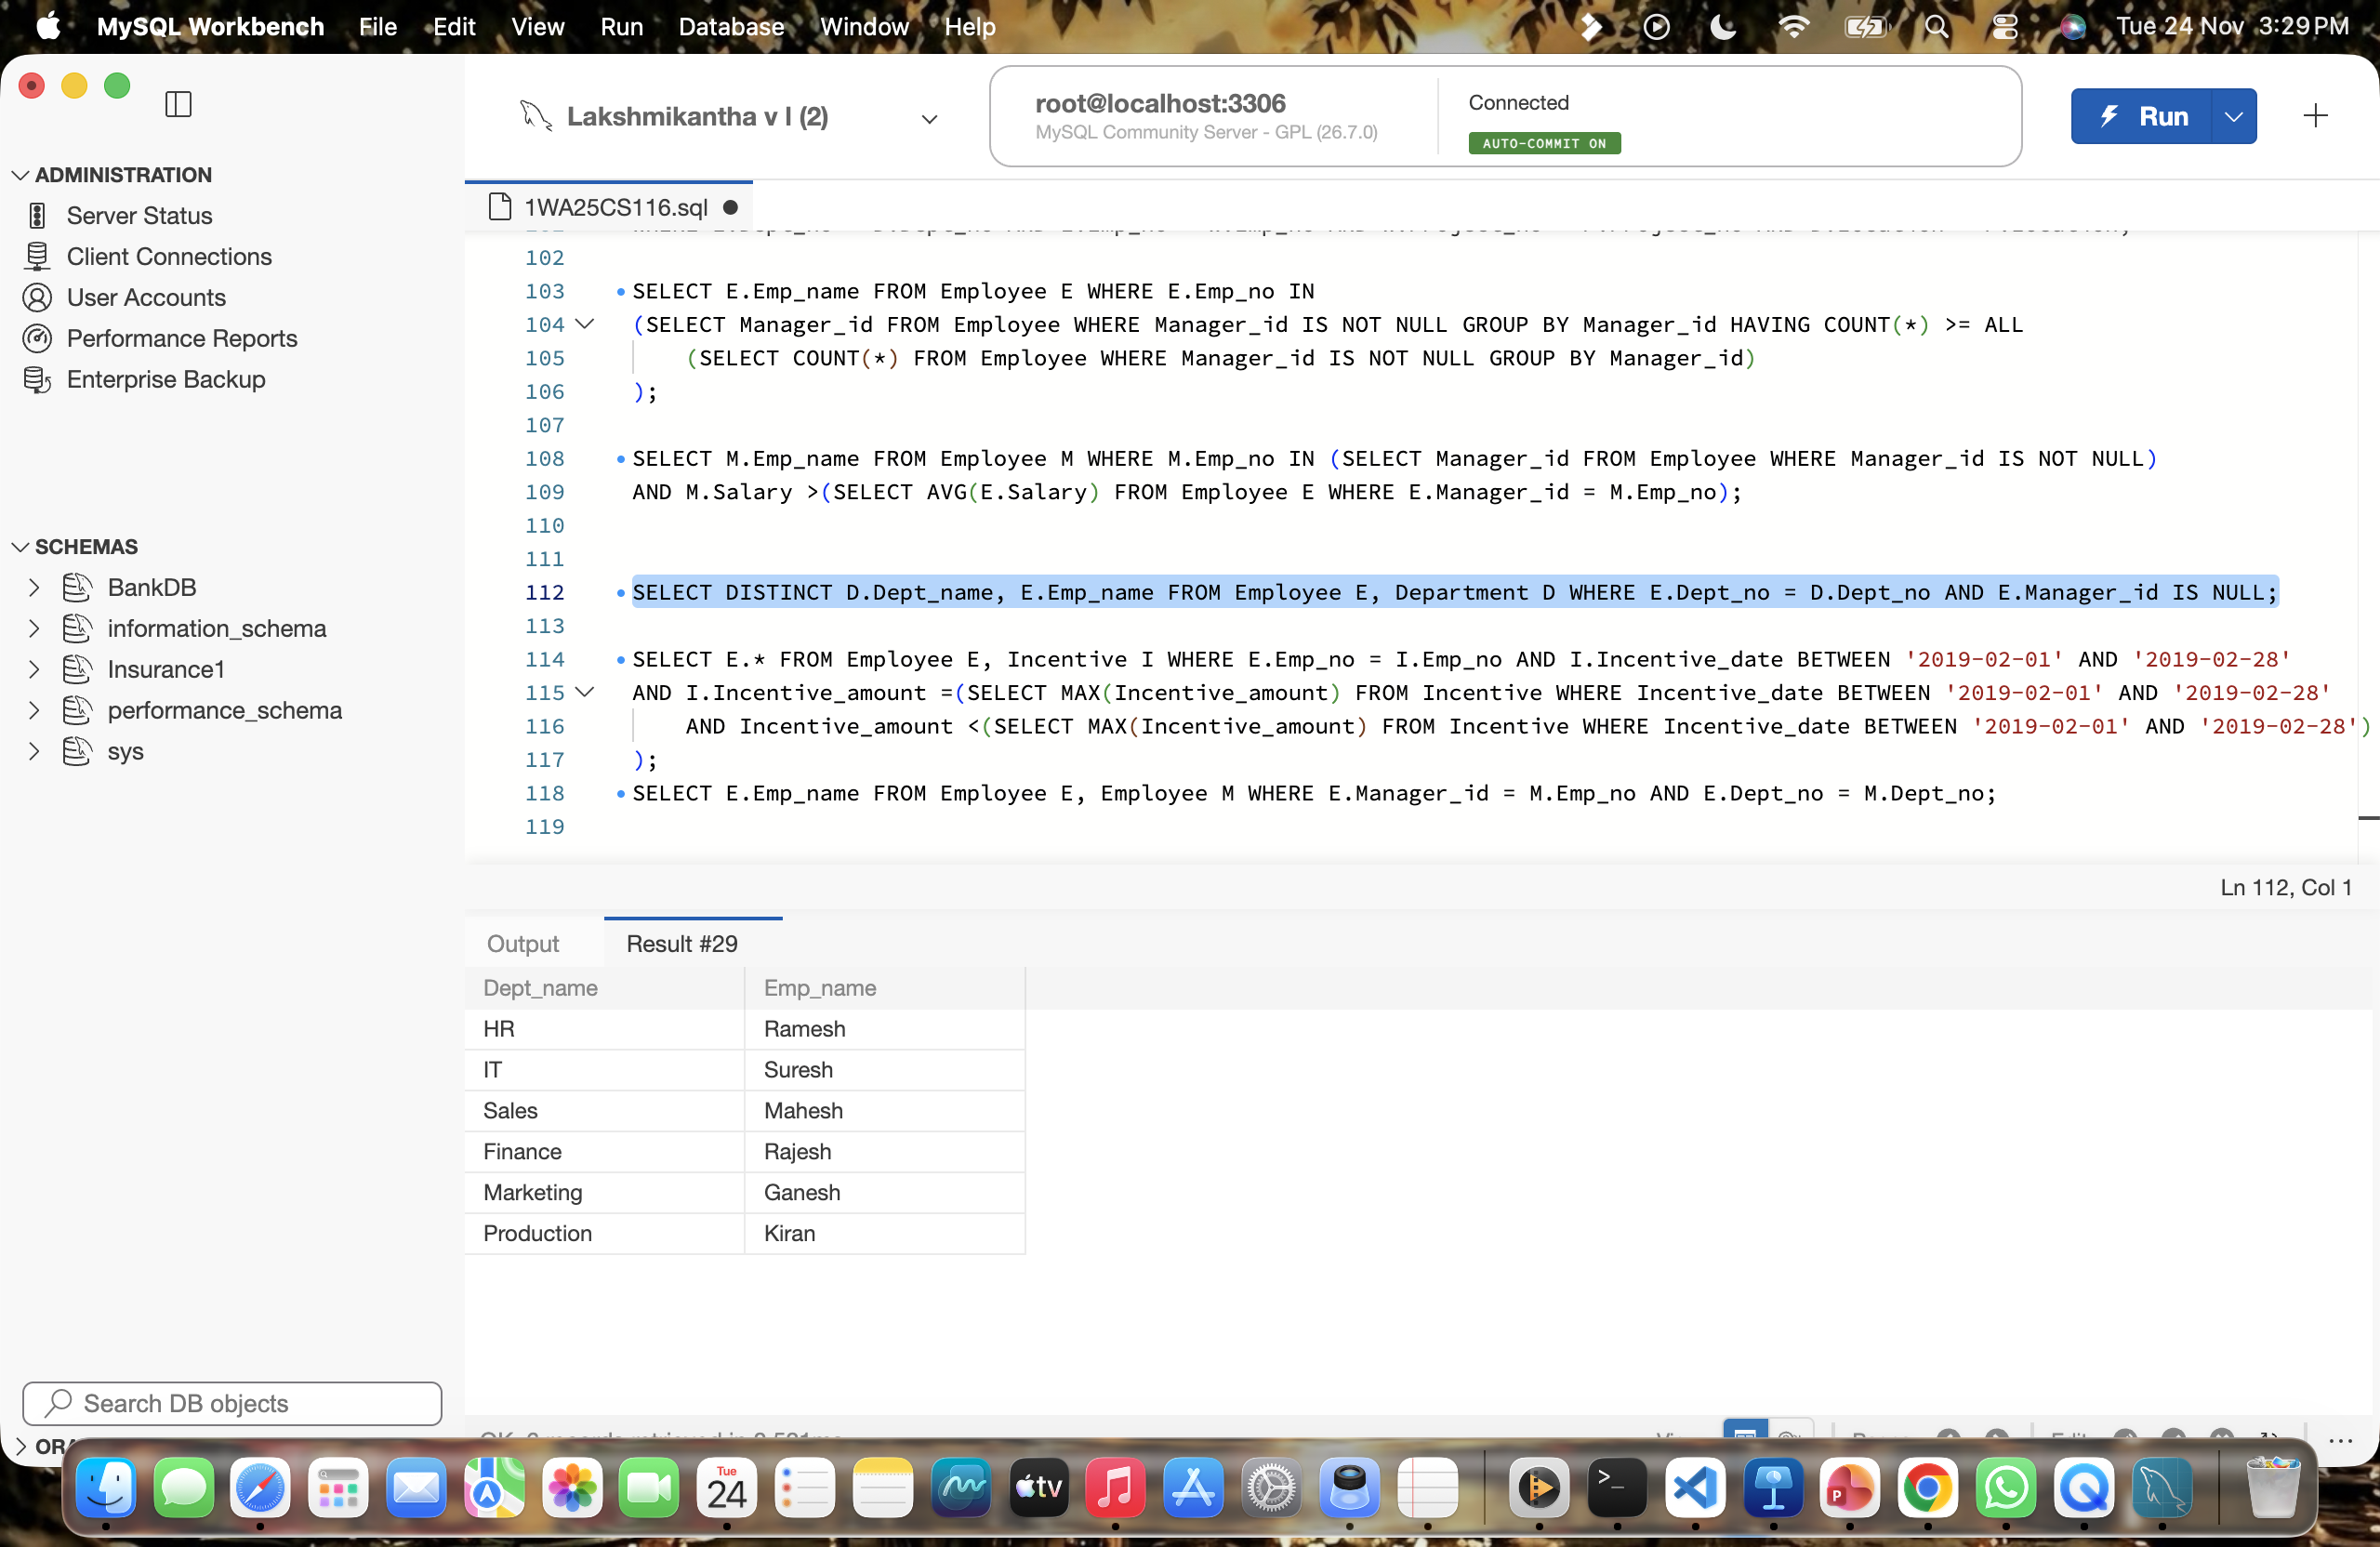 MySQL Workbench File Edit View Run Database Window Help Tue 24 Nov 3:29 PM
Lakshmikantha v l (2)
root@localhost:3306
MySQL Community Server - GPL (26.7.0)
Connected
AUTO-COMMIT ON
Run
ADMINISTRATION
Server Status
Client Connections
User Accounts
Performance Reports
Enterprise Backup
SCHEMAS
BankDB
information_schema
Insurance1
performance_schema
sys
Search DB objects
1WA25CS116.sql
102
103 SELECT E.Emp_name FROM Employee E WHERE E.Emp_no IN
104 (SELECT Manager_id FROM Employee WHERE Manager_id IS NOT NULL GROUP BY Manager_id HAVING COUNT(*) >= ALL
105 (SELECT COUNT(*) FROM Employee WHERE Manager_id IS NOT NULL GROUP BY Manager_id)
106 );
107
108 SELECT M.Emp_name FROM Employee M WHERE M.Emp_no IN (SELECT Manager_id FROM Employee WHERE Manager_id IS NOT NULL)
109 AND M.Salary >(SELECT AVG(E.Salary) FROM Employee E WHERE E.Manager_id = M.Emp_no);
110
111
112 SELECT DISTINCT D.Dept_name, E.Emp_name FROM Employee E, Department D WHERE E.Dept_no = D.Dept_no AND E.Manager_id IS NULL;
113
114 SELECT E.* FROM Employee E, Incentive I WHERE E.Emp_no = I.Emp_no AND I.Incentive_date BETWEEN '2019-02-01' AND '2019-02-28'
115 AND I.Incentive_amount =(SELECT MAX(Incentive_amount) FROM Incentive WHERE Incentive_date BETWEEN '2019-02-01' AND '2019-02-28'
116 AND Incentive_amount <(SELECT MAX(Incentive_amount) FROM Incentive WHERE Incentive_date BETWEEN '2019-02-01' AND '2019-02-28')
117 );
118 SELECT E.Emp_name FROM Employee E, Employee M WHERE E.Manager_id = M.Emp_no AND E.Dept_no = M.Dept_no;
119
Ln 112, Col 1
Output Result #29
Dept_name Emp_name
HR Ramesh
IT Suresh
Sales Mahesh
Finance Rajesh
Marketing Ganesh
Production Kiran
Tue
24
tv